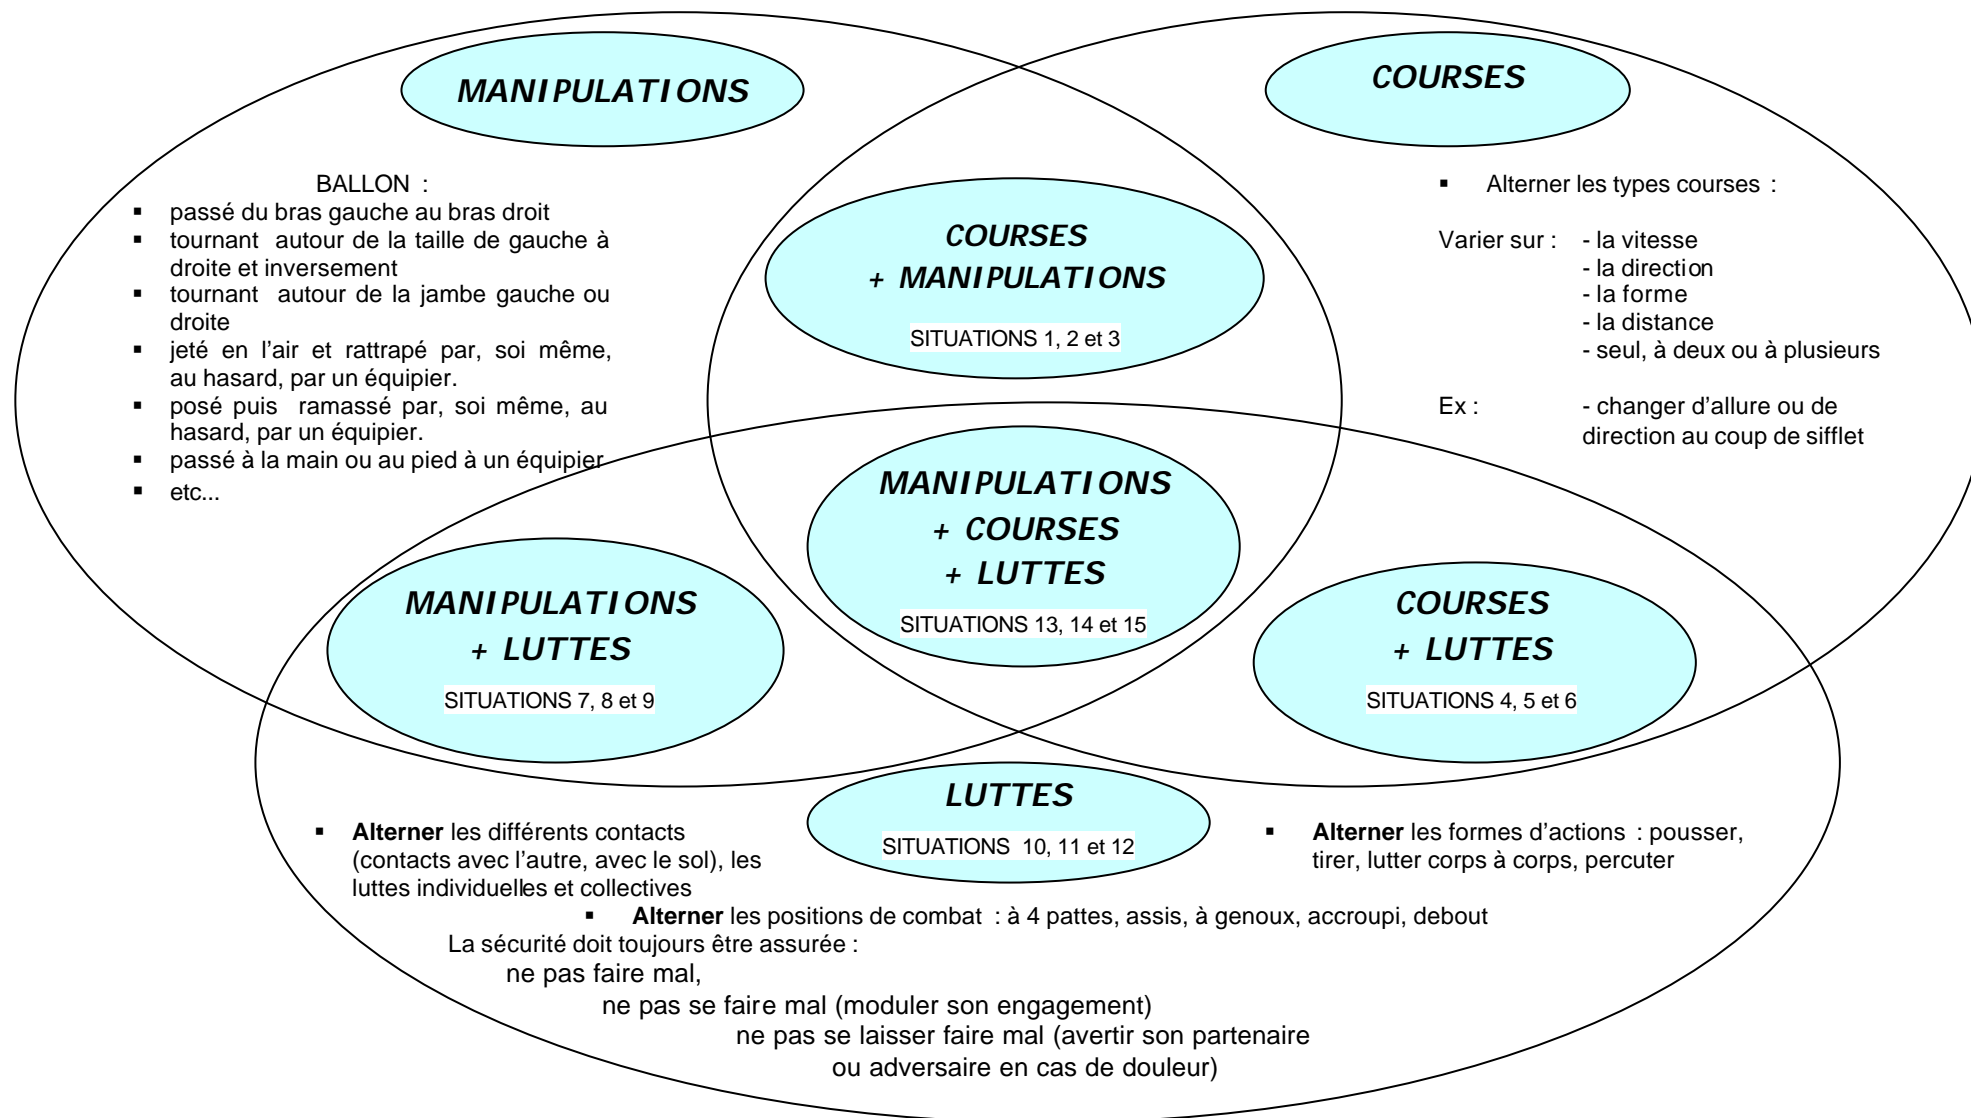 MANIPULATIONS
COURSES
BALLON :
▪ passé du bras gauche au bras droit
▪ tournant autour de la taille de gauche à
droite et inversement
▪ tournant autour de la jambe gauche ou
droite
▪ jeté en l'air et rattrapé par, soi même,
au hasard, par un équipier.
▪ posé puis ramassé par, soi même, au
hasard, par un équipier.
▪ passé à la main ou au pied à un équipier
▪ etc...
COURSES
+ MANIPULATIONS
SITUATIONS 1, 2 et 3
▪ Alterner les types courses :
Varier sur : - la vitesse
- la direction
- la forme
- la distance
- seul, à deux ou à plusieurs
Ex : - changer d'allure ou de
direction au coup de sifflet
MANIPULATIONS
+ COURSES
+ LUTTES
SITUATIONS 13, 14 et 15
MANIPULATIONS
+ LUTTES
SITUATIONS 7, 8 et 9
COURSES
+ LUTTES
SITUATIONS 4, 5 et 6
LUTTES
SITUATIONS 10, 11 et 12
▪ Alterner les différents contacts
(contacts avec l'autre, avec le sol), les
luttes individuelles et collectives
▪ Alterner les formes d'actions : pousser,
tirer, lutter corps à corps, percuter
▪ Alterner les positions de combat : à 4 pattes, assis, à genoux, accroupi, debout
La sécurité doit toujours être assurée :
ne pas faire mal,
ne pas se faire mal (moduler son engagement)
ne pas se laisser faire mal (avertir son partenaire
ou adversaire en cas de douleur)